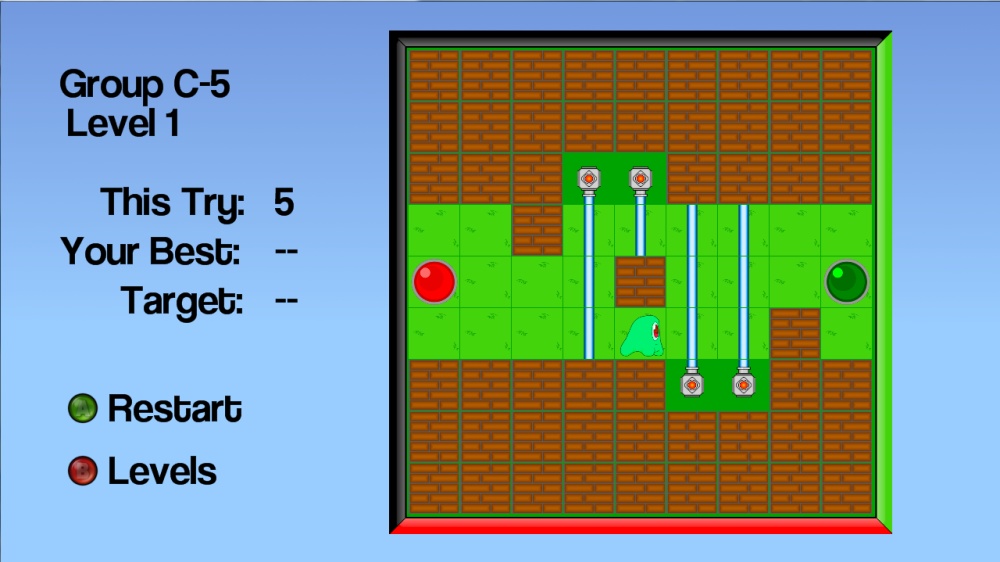 Group C-5
Level 1
This Try: 5
Your Best: --
Target: --
A Restart
B Levels